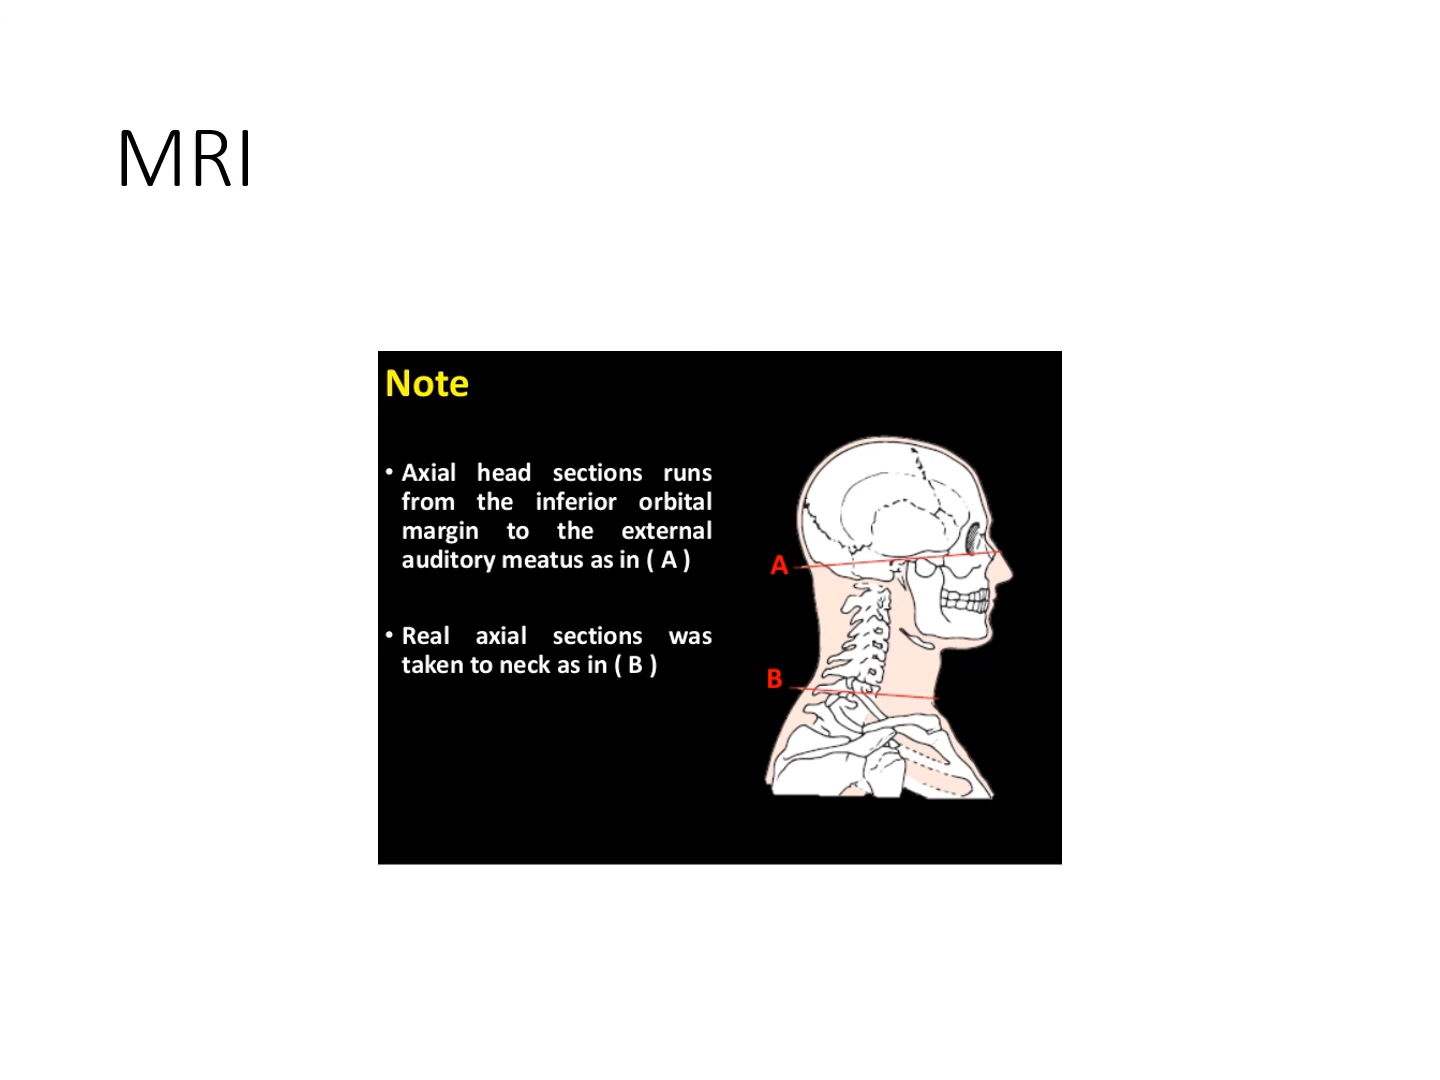 MRI
Note
• Axial head sections runs
from the inferior orbital
margin to the external
auditory meatus as in ( A )
• Real axial sections was
taken to neck as in ( B )
A
B